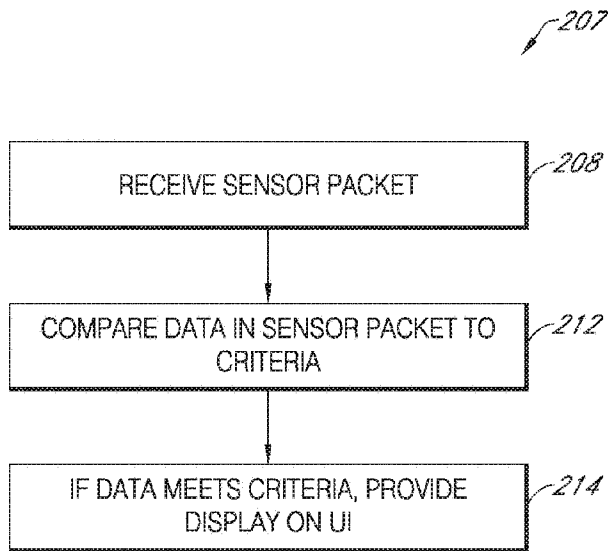 207
RECEIVE SENSOR PACKET
208
COMPARE DATA IN SENSOR PACKET TO
CRITERIA
212
IF DATA MEETS CRITERIA, PROVIDE
DISPLAY ON UI
214